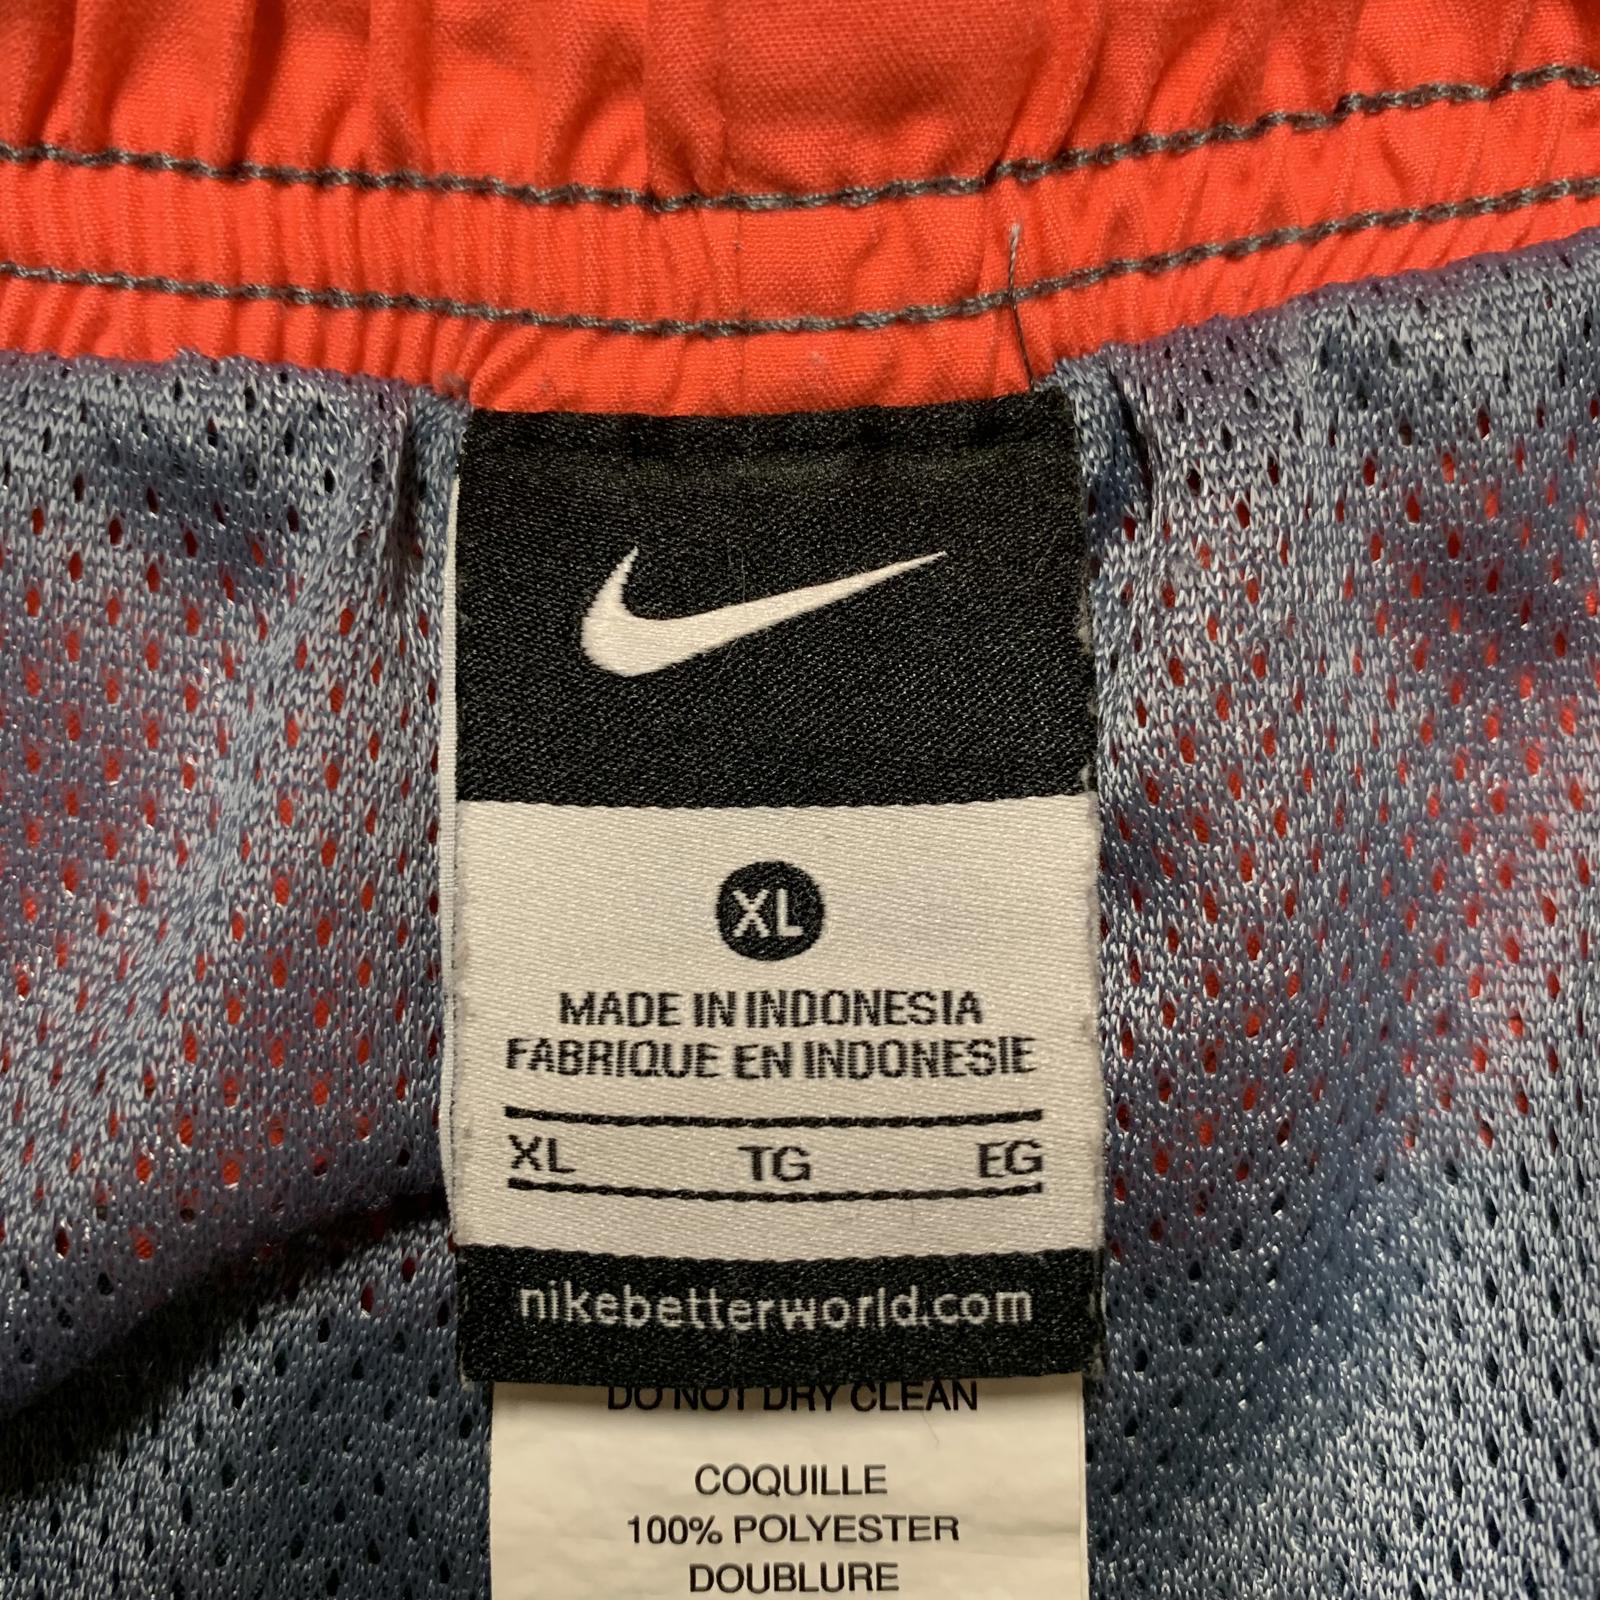 XL
MADE IN INDONESIA
FABRIQUE EN INDONESIE
XL TG EG
nikebetterworld.com
DO NOT DRY CLEAN
COQUILLE
100% POLYESTER
DOUBLURE